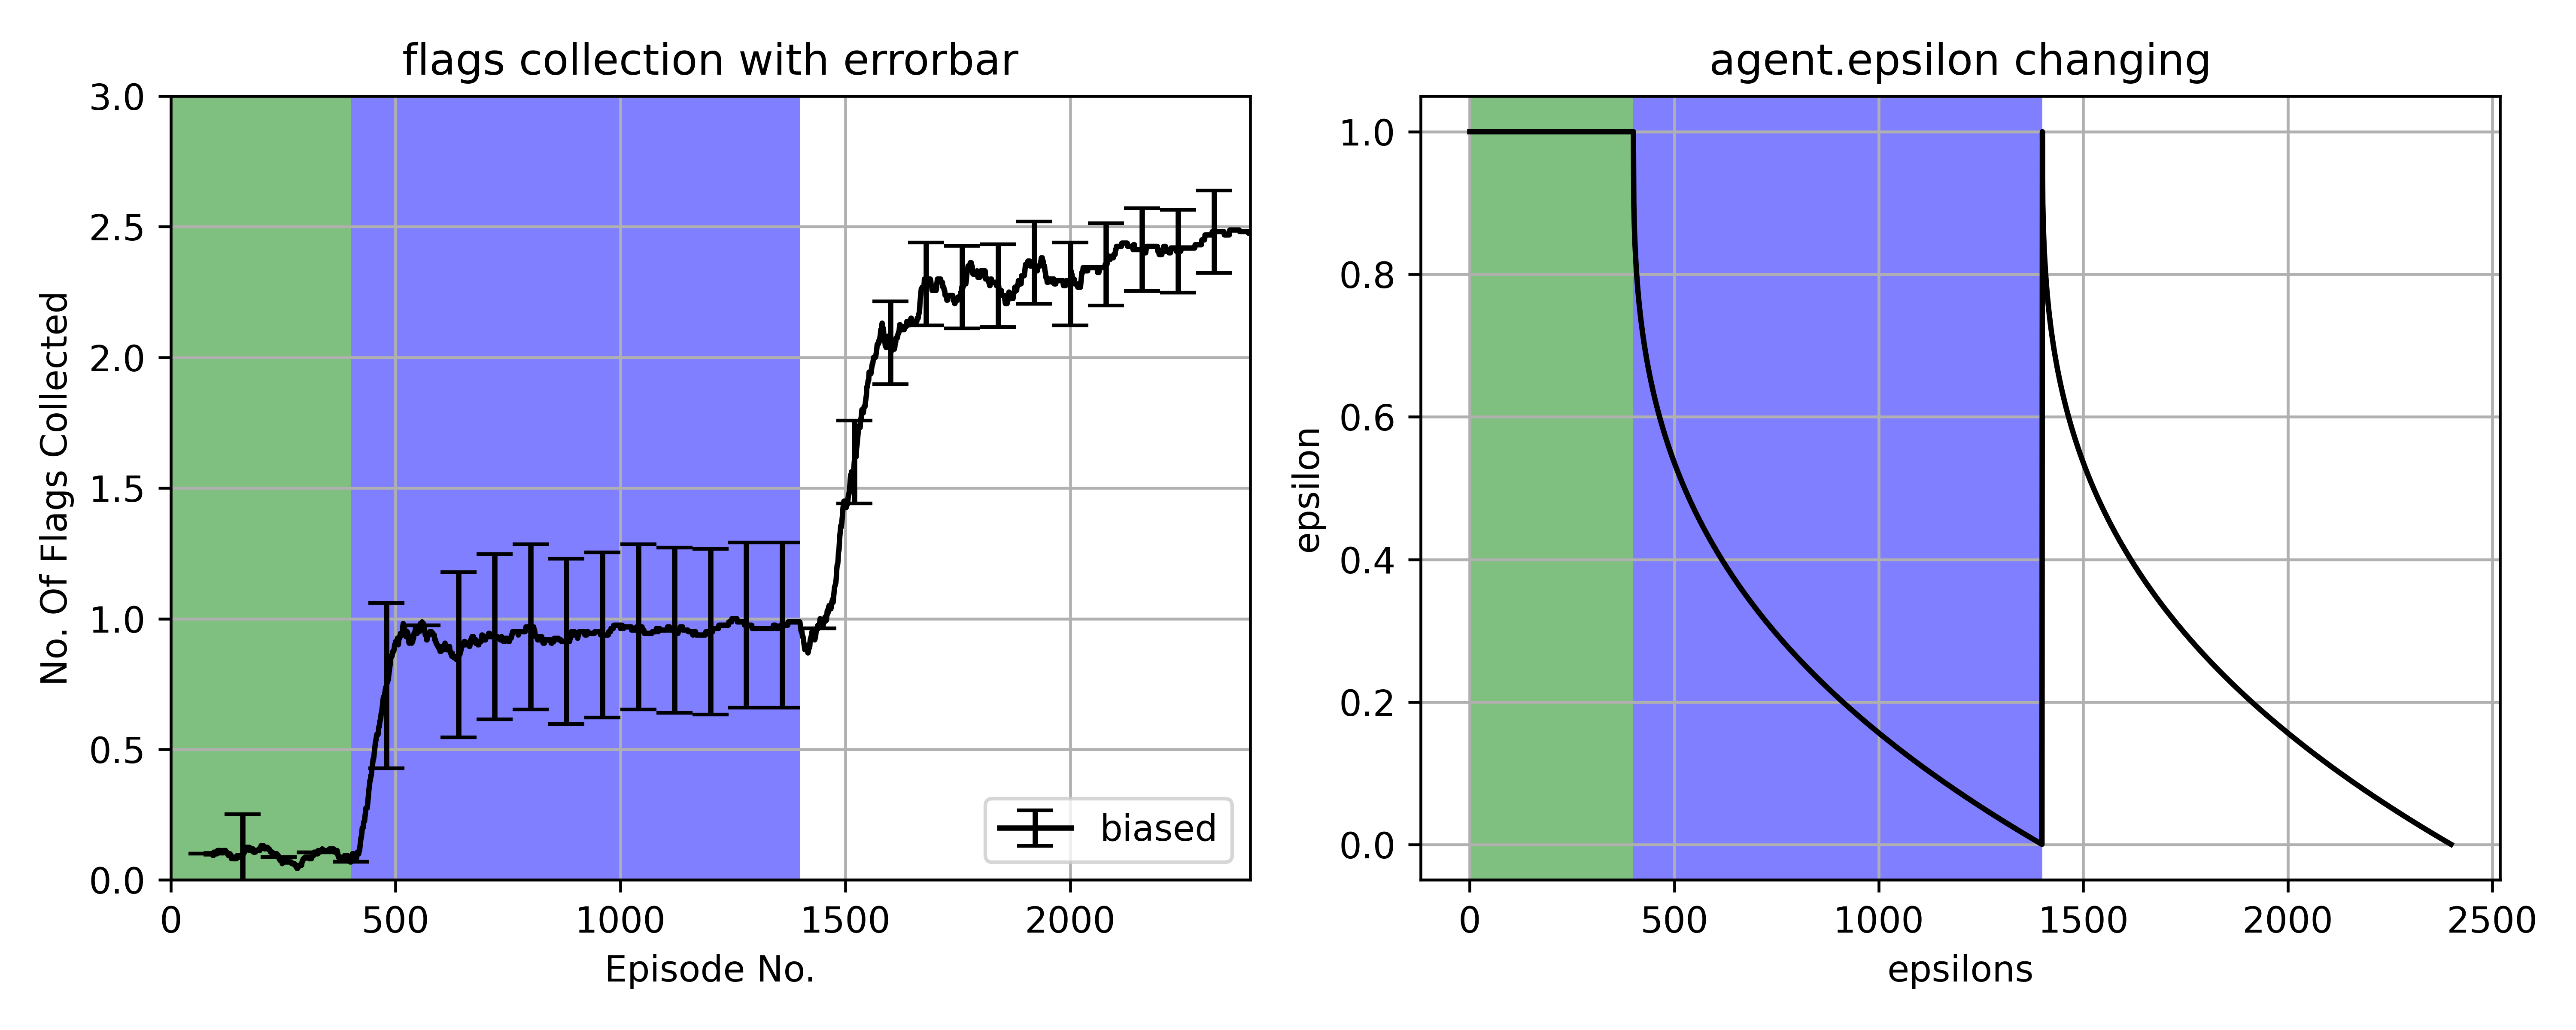 flags collection with errorbar
No. Of Flags Collected
3.0
2.5
2.0
1.5
1.0
0.5
0.0
0 500 1000 1500 2000
Episode No.
biased
agent.epsilon changing
epsilon
1.0
0.8
0.6
0.4
0.2
0.0
0 500 1000 1500 2000 2500
epsilons